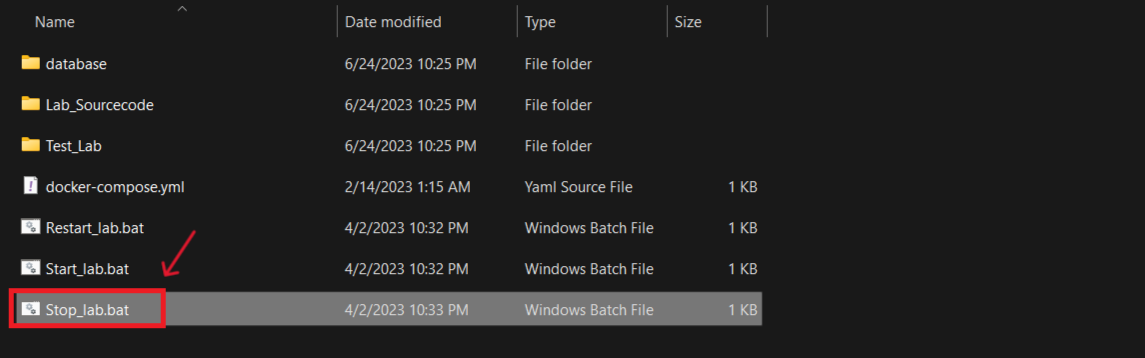 Name Date modified Type Size
database 6/24/2023 10:25 PM File folder
Lab_Sourcecode 6/24/2023 10:25 PM File folder
Test_Lab 6/24/2023 10:25 PM File folder
docker-compose.yml 2/14/2023 1:15 AM Yaml Source File 1 KB
Restart_lab.bat 4/2/2023 10:32 PM Windows Batch File 1 KB
Start_lab.bat 4/2/2023 10:32 PM Windows Batch File 1 KB
Stop_lab.bat 4/2/2023 10:33 PM Windows Batch File 1 KB